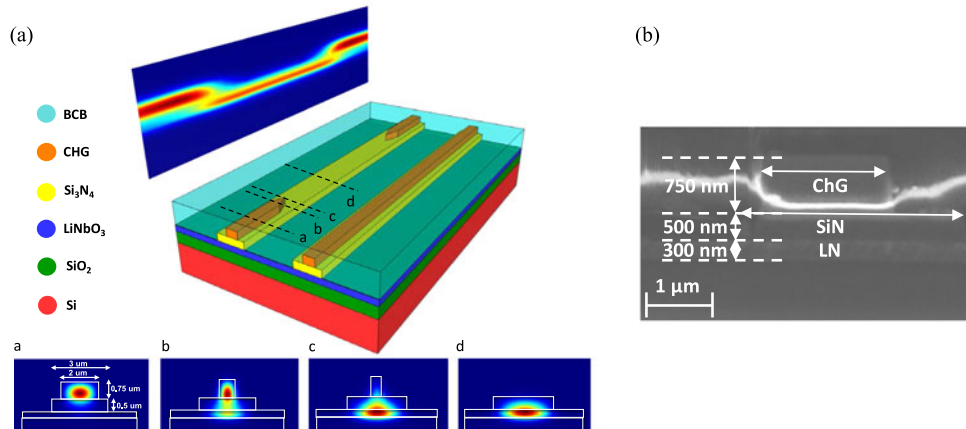 (a)
BCB
CHG
Si₃N₄
LiNbO₃
SiO₂
Si
a
b
c
d
a
3 um
2 um
0.75 um
0.5 um
b
c
d
(b)
750 nm
ChG
500 nm
SiN
300 nm
LN
1 µm